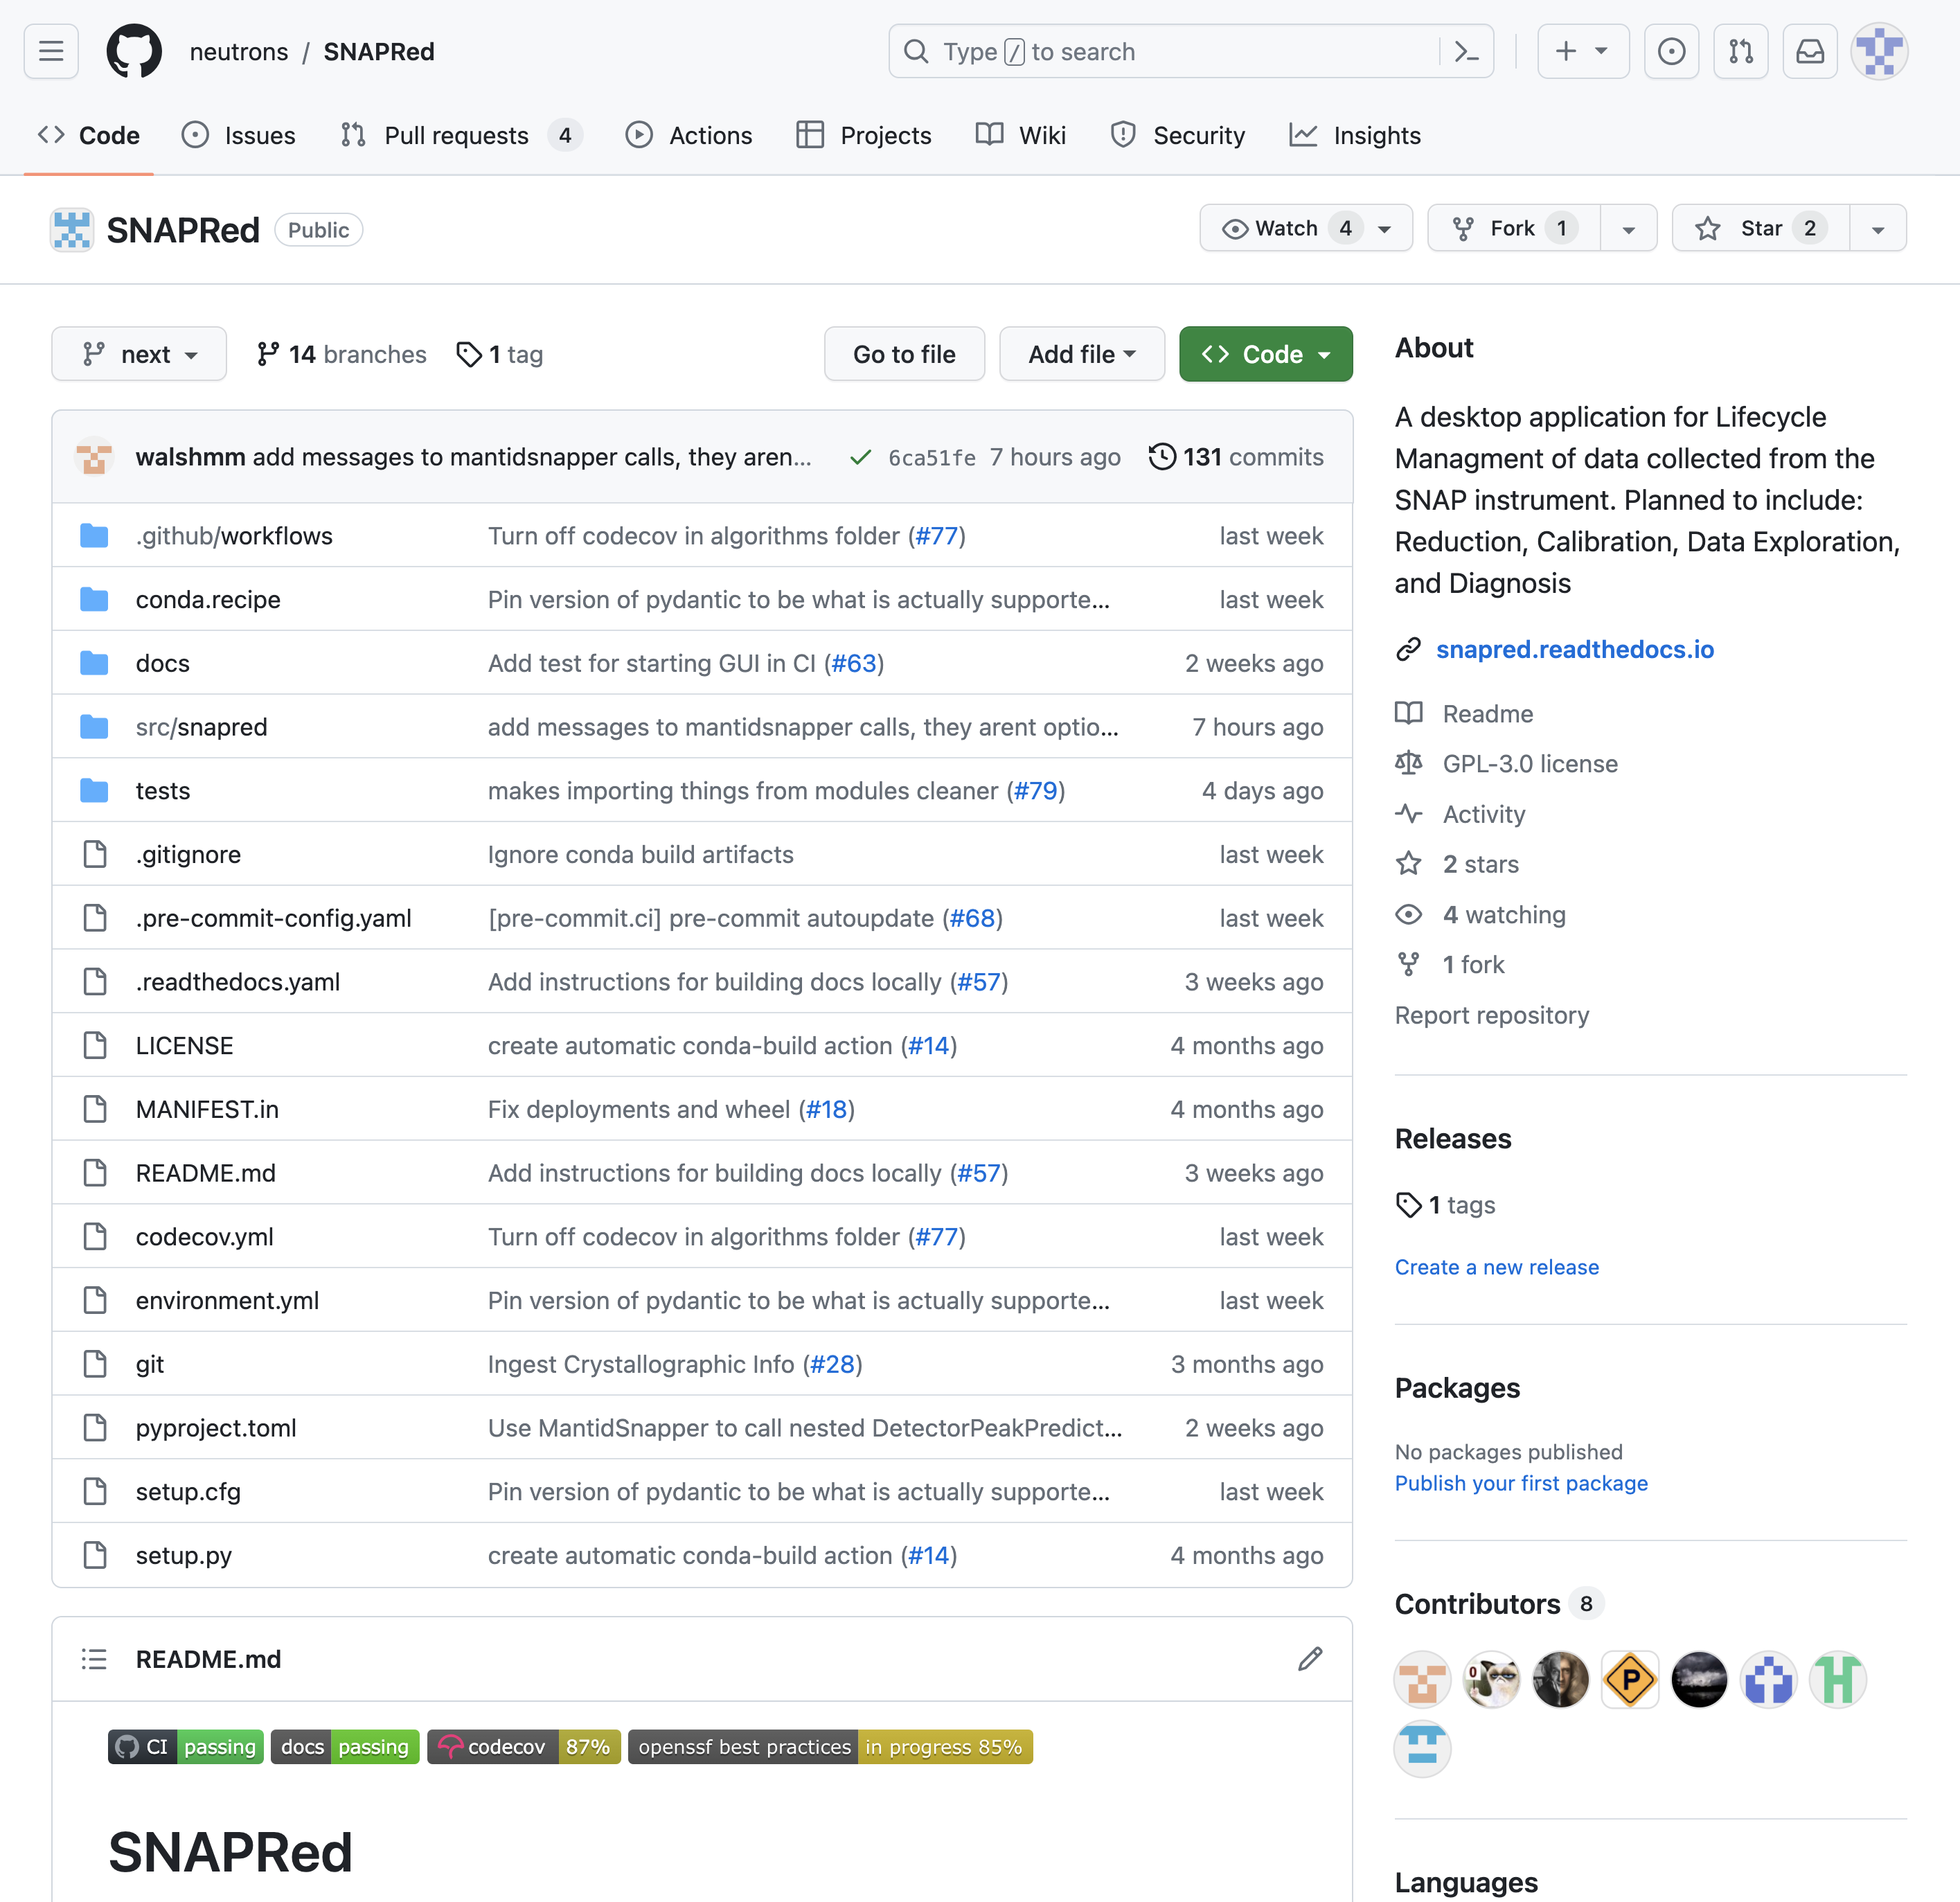 neutrons / SNAPRed
Type / to search
Code
Issues
Pull requests 4
Actions
Projects
Wiki
Security
Insights
SNAPRed Public
Watch 4
Fork 1
Star 2
next
14 branches
1 tag
Go to file
Add file
Code
walshmm add messages to mantidsnapper calls, they aren... 6ca51fe 7 hours ago 131 commits
.github/workflows Turn off codecov in algorithms folder (#77) last week
conda.recipe Pin version of pydantic to be what is actually supporte... last week
docs Add test for starting GUI in CI (#63) 2 weeks ago
src/snapred add messages to mantidsnapper calls, they arent optio... 7 hours ago
tests makes importing things from modules cleaner (#79) 4 days ago
.gitignore Ignore conda build artifacts last week
.pre-commit-config.yaml [pre-commit.ci] pre-commit autoupdate (#68) last week
.readthedocs.yaml Add instructions for building docs locally (#57) 3 weeks ago
LICENSE create automatic conda-build action (#14) 4 months ago
MANIFEST.in Fix deployments and wheel (#18) 4 months ago
README.md Add instructions for building docs locally (#57) 3 weeks ago
codecov.yml Turn off codecov in algorithms folder (#77) last week
environment.yml Pin version of pydantic to be what is actually supporte... last week
git Ingest Crystallographic Info (#28) 3 months ago
pyproject.toml Use MantidSnapper to call nested DetectorPeakPredict... 2 weeks ago
setup.cfg Pin version of pydantic to be what is actually supporte... last week
setup.py create automatic conda-build action (#14) 4 months ago
README.md
CI passing
docs passing
codecov 87%
openssf best practices in progress 85%
SNAPRed
About
A desktop application for Lifecycle
Managment of data collected from the
SNAP instrument. Planned to include:
Reduction, Calibration, Data Exploration,
and Diagnosis
snapred.readthedocs.io
Readme
GPL-3.0 license
Activity
2 stars
4 watching
1 fork
Report repository
Releases
1 tags
Create a new release
Packages
No packages published
Publish your first package
Contributors 8
0
P
Languages